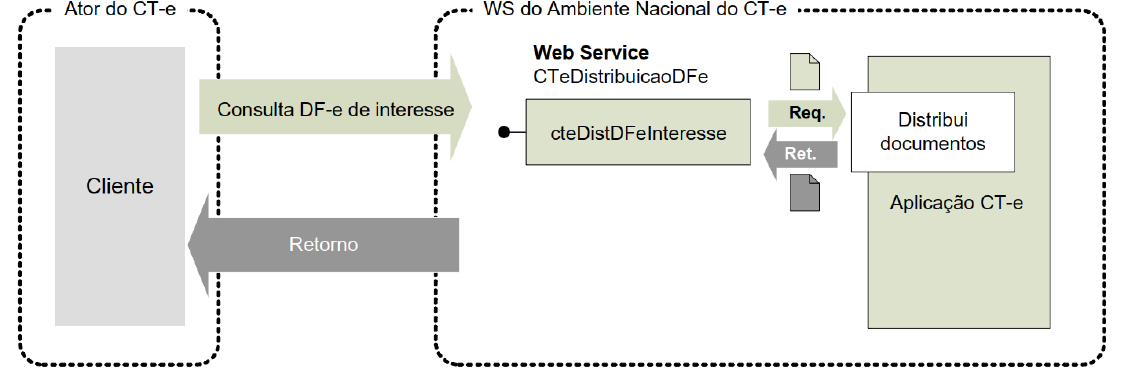 Ator do CT-e
WS do Ambiente Nacional do CT-e
Web Service
CTeDistribuicaoDFe
Consulta DF-e de interesse
cteDistDFeInteresse
Req.
Ret.
Distribui
documentos
Cliente
Aplicação CT-e
Retorno